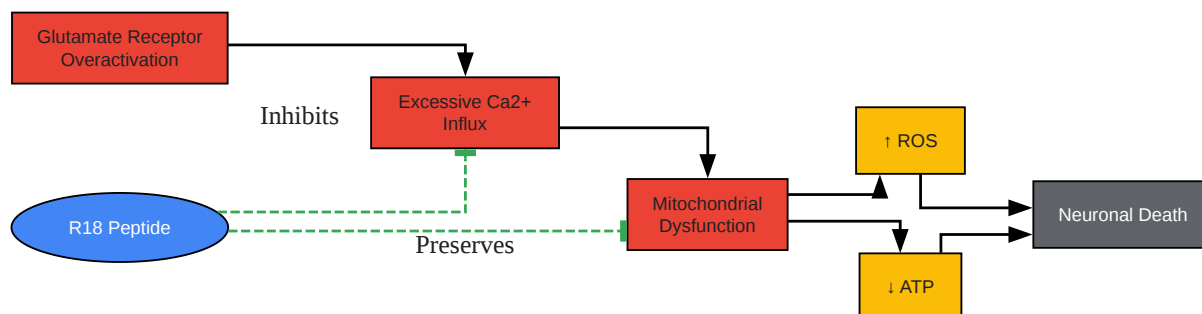 Glutamate Receptor
Overactivation
Excessive Ca2+
Influx
Inhibits
↑ ROS
Mitochondrial
Dysfunction
Neuronal Death
R18 Peptide
Preserves
↓ ATP